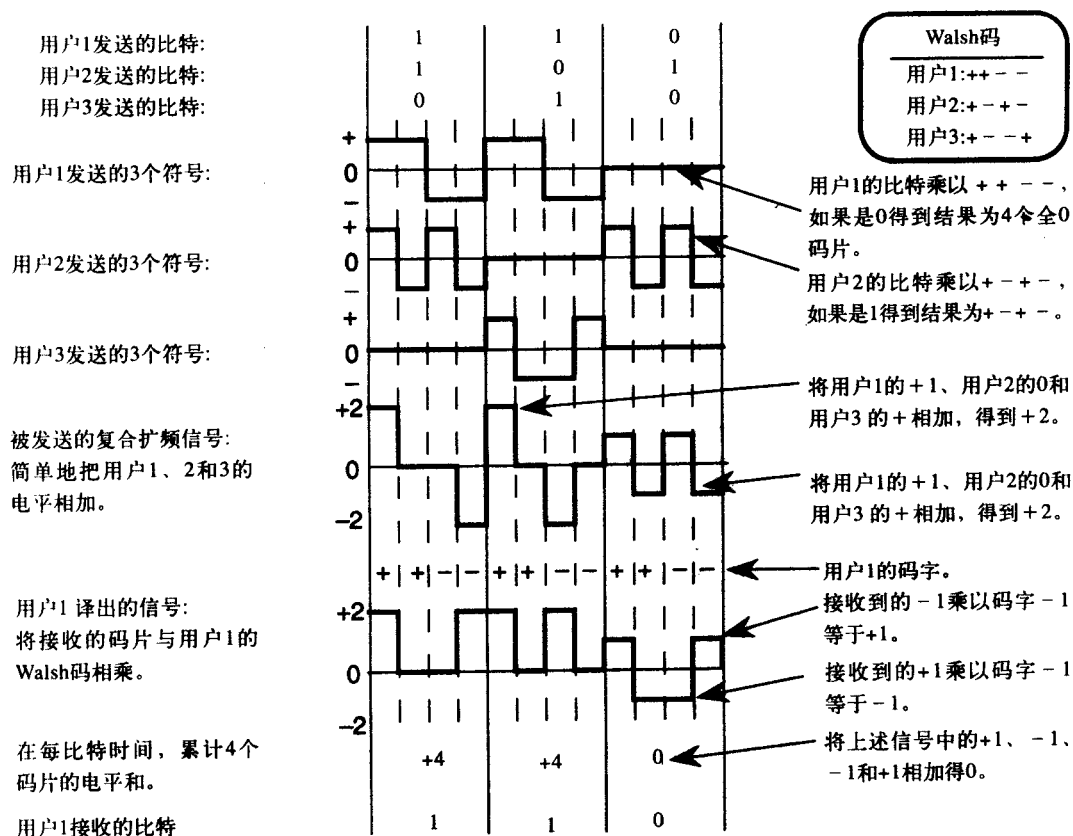 用户1发送的比特: 1 1 0
用户2发送的比特: 1 0 1
用户3发送的比特: 0 1 0
Walsh码
用户1:++--
用户2:+-+-
用户3:+--+
用户1发送的3个符号:
+
0
-
用户1的比特乘以++--,
如果是0得到结果为4个全0
码片。
用户2发送的3个符号:
+
0
-
用户2的比特乘以+-+-,
如果是1得到结果为+-+-。
用户3发送的3个符号:
+
0
-
将用户1的+1、用户2的0和
用户3的+相加,得到+2。
被发送的复合扩频信号:
简单地把用户1、2和3的
电平相加。
+2
0
-2
将用户1的+1、用户2的0和
用户3的+相加,得到+2。
++--++--++--
用户1的码字。
用户1译出的信号:
将接收的码片与用户1的
Walsh码相乘。
+2
0
-2
接收到的-1乘以码字-1
等于+1。
接收到的+1乘以码字-1
等于-1。
在每比特时间,累计4个
码片的电平和。
+4 +4 0
将上述信号中的+1、-1、
-1和+1相加得0。
用户1接收的比特 1 1 0